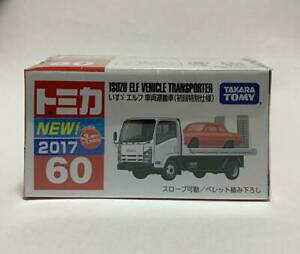 トミカ
ISUZU ELF VEHICLE TRANSPORTER
いすゞ エルフ 車両運搬車(初回特別仕様)
TAKARA TOMY
NEW!
2017
60
スロープ可動/パレット積み下ろし